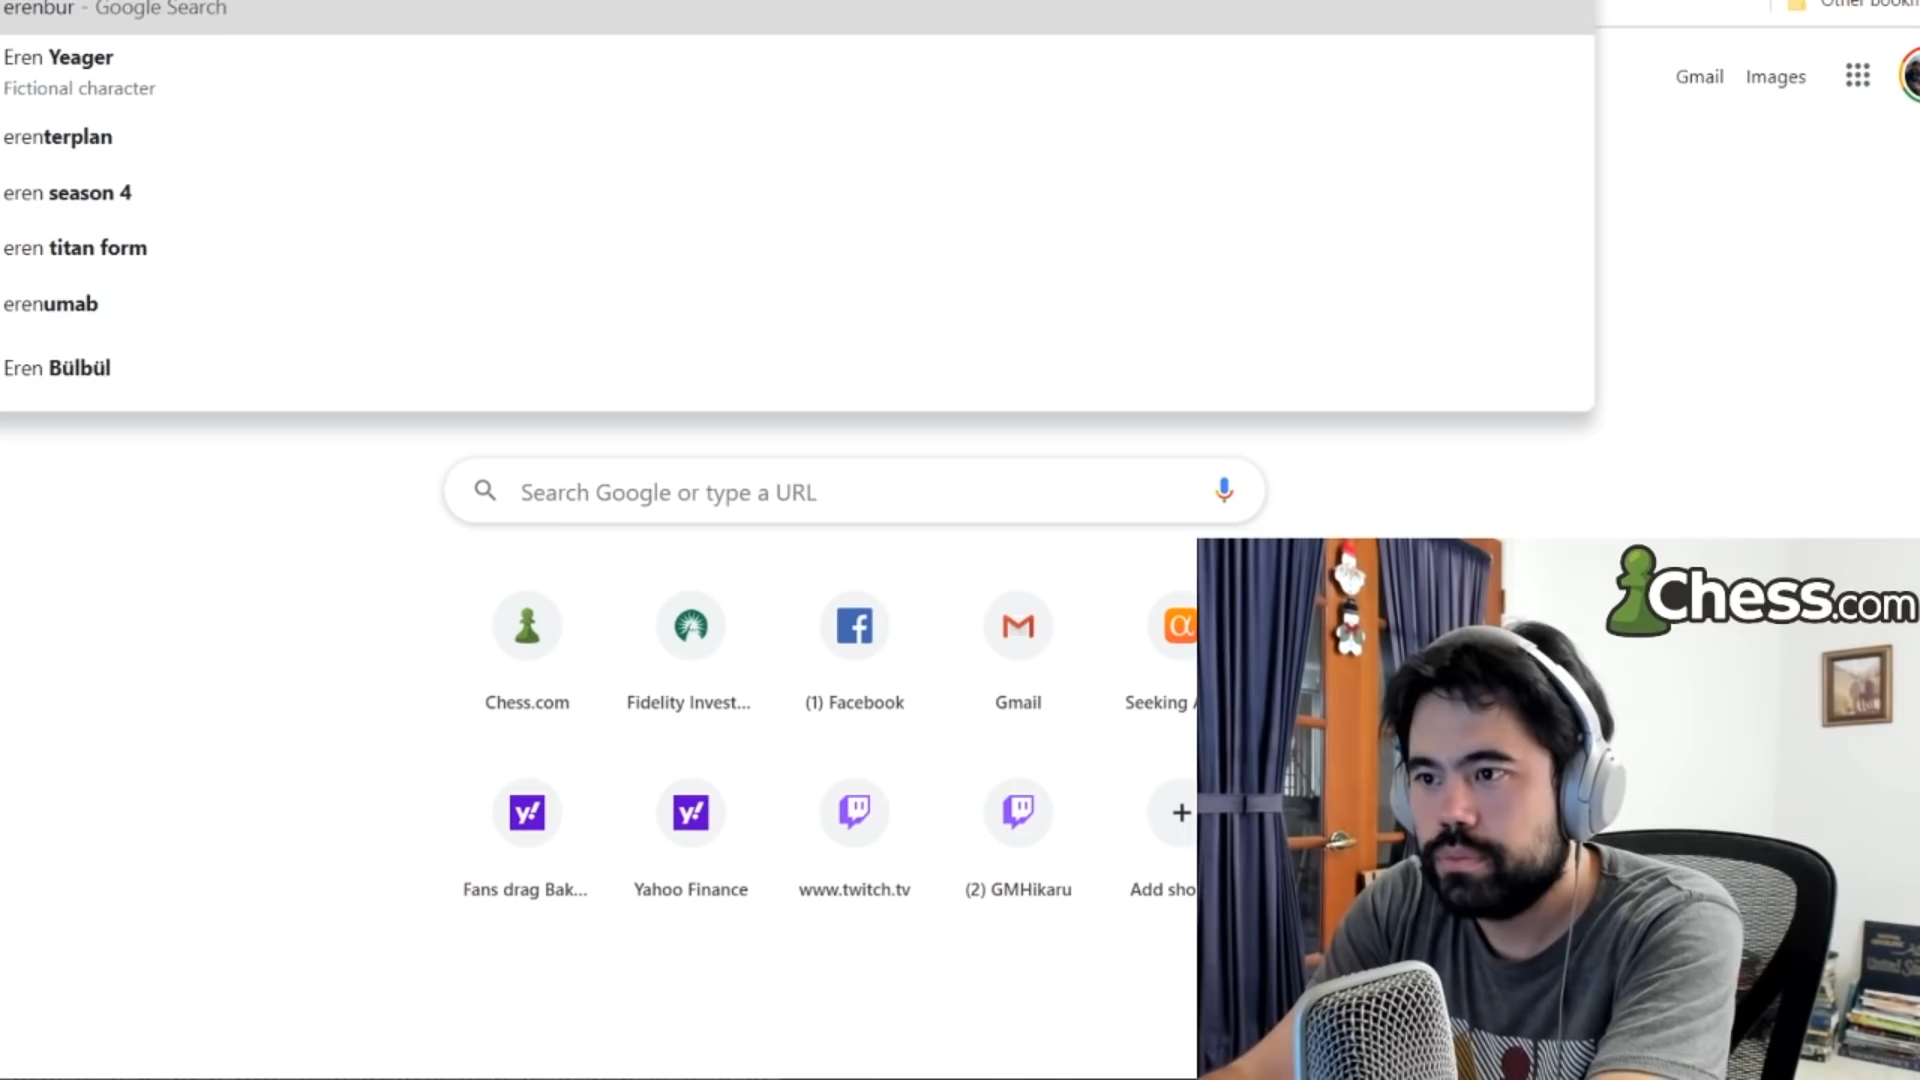 erenbur - Google Search
Other bookm
Eren Yeager
Fictional character
Gmail Images
erenterplan
eren season 4
eren titan form
erenumab
Eren Bülbül
Search Google or type a URL
Chess.com
Chess.com
Fidelity Invest...
(1) Facebook
Gmail
Seeking A
Fans drag Bak...
Yahoo Finance
www.twitch.tv
(2) GMHikaru
Add sho